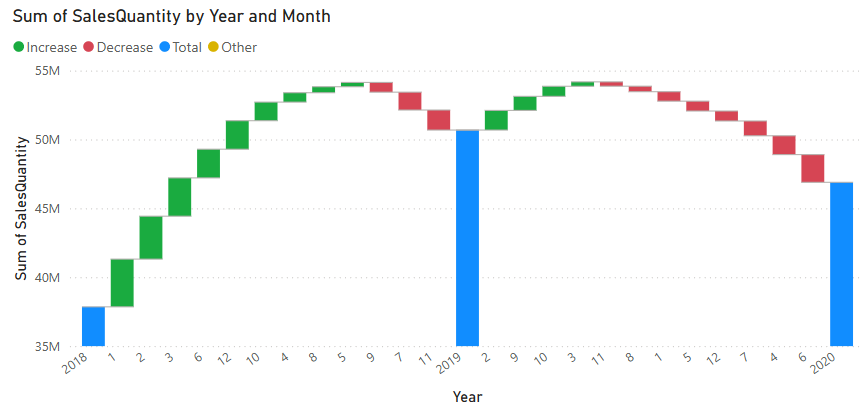 Sum of SalesQuantity by Year and Month
Increase Decrease Total Other
55M
50M
45M
40M
35M
Sum of SalesQuantity
2018 1 2 3 6 12 10 4 8 5 9 7 11 2019 2 9 10 3 11 8 1 5 12 7 4 6 2020
Year